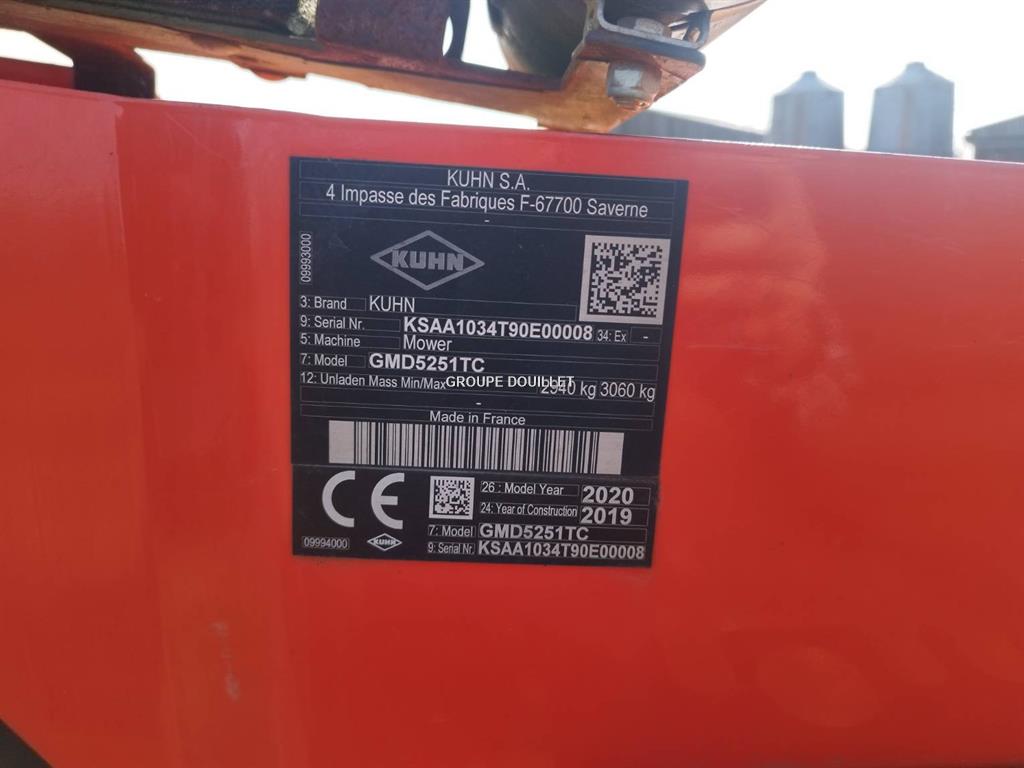 KUHN S.A.
4 Impasse des Fabriques F-67700 Saverne
-
09993000
KUHN
3: Brand KUHN
9: Serial Nr. KSAA1034T90E00008 34: Ex -
5: Machine Mower
7: Model GMD5251TC
12: Unladen Mass Min/Max 2940 kg 3060 kg
GROUPE DOUILLET
-
Made in France
CE
26 : Model Year 2020
24: Year of Construction 2019
7: Model GMD5251TC
09994000 KUHN 9: Serial Nr. KSAA1034T90E00008